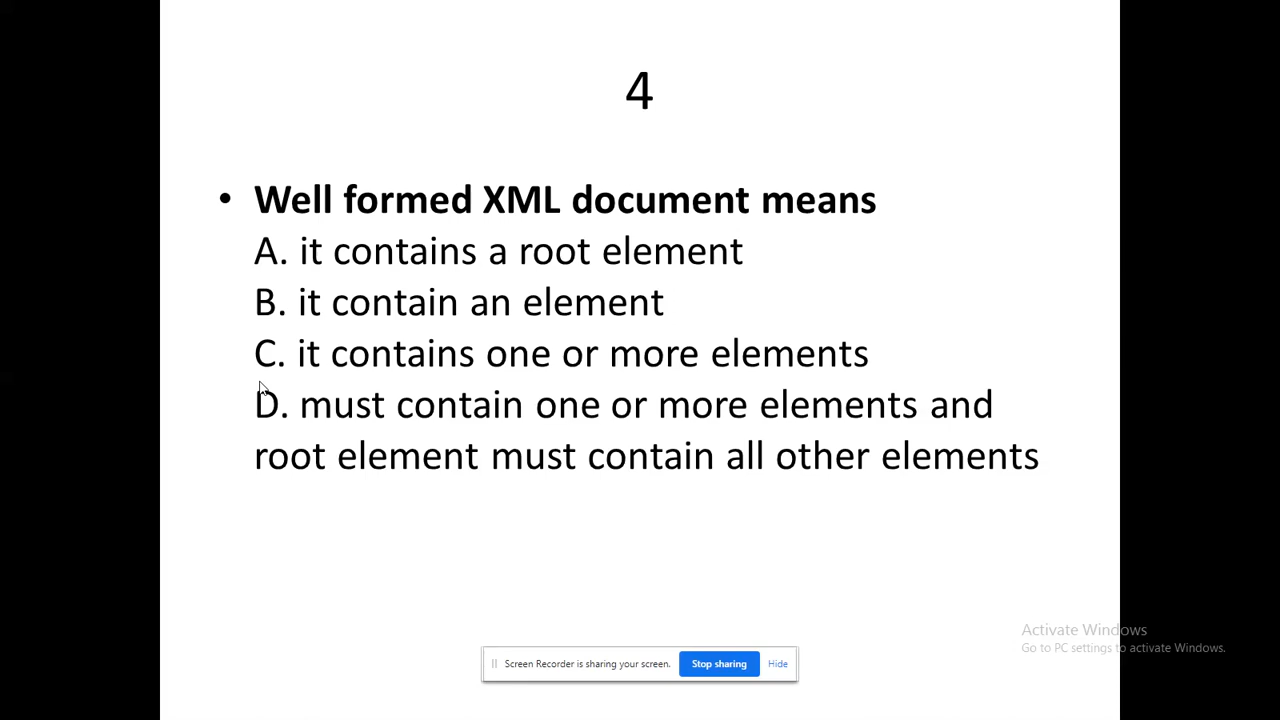 4
• Well formed XML document means
A. it contains a root element
B. it contain an element
C. it contains one or more elements
D. must contain one or more elements and
root element must contain all other elements
Activate Windows
Go to PC settings to activate Windows.
Screen Recorder is sharing your screen. Stop sharing Hide